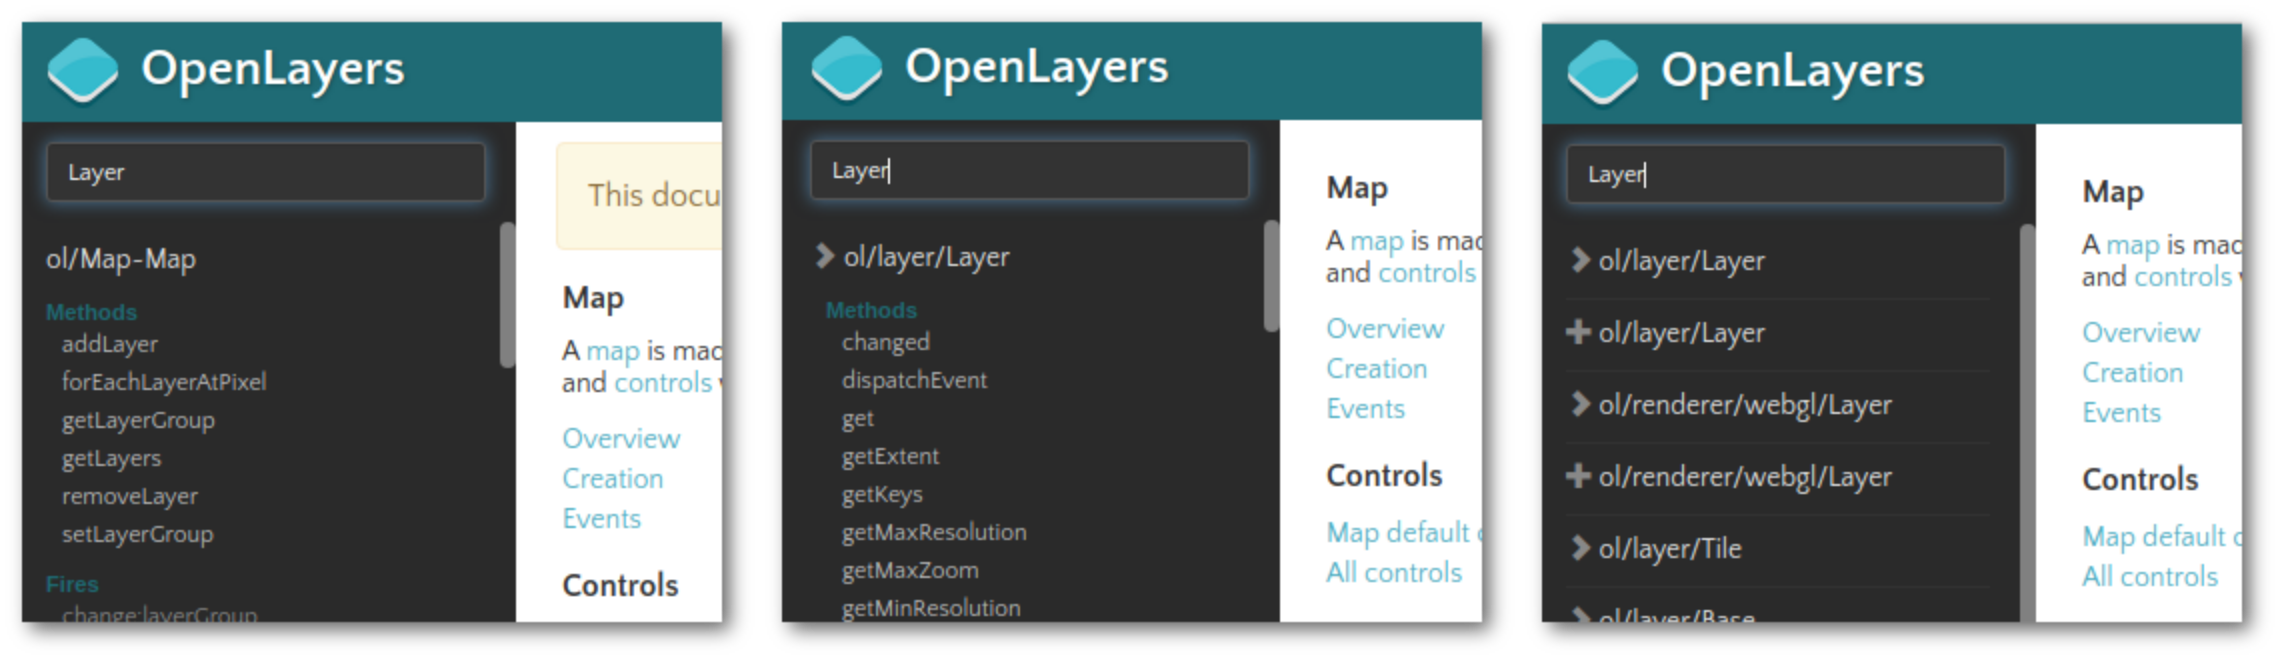 OpenLayers
Layer
ol/Map-Map
Methods
addLayer
forEachLayerAtPixel
getLayerGroup
getLayers
removeLayer
setLayerGroup
Fires
change:layerGroup
This docu
Map
A map is mad
and controls
Overview
Creation
Events
Controls
OpenLayers
Layer
ol/layer/Layer
Methods
changed
dispatchEvent
get
getExtent
getKeys
getMaxResolution
getMaxZoom
getMinResolution
Map
A map is mad
and controls
Overview
Creation
Events
Controls
Map default
All controls
OpenLayers
Layer
ol/layer/Layer
ol/layer/Layer
ol/renderer/webgl/Layer
ol/renderer/webgl/Layer
ol/layer/Tile
ol/layer/Base
Map
A map is mad
and controls
Overview
Creation
Events
Controls
Map default
All controls